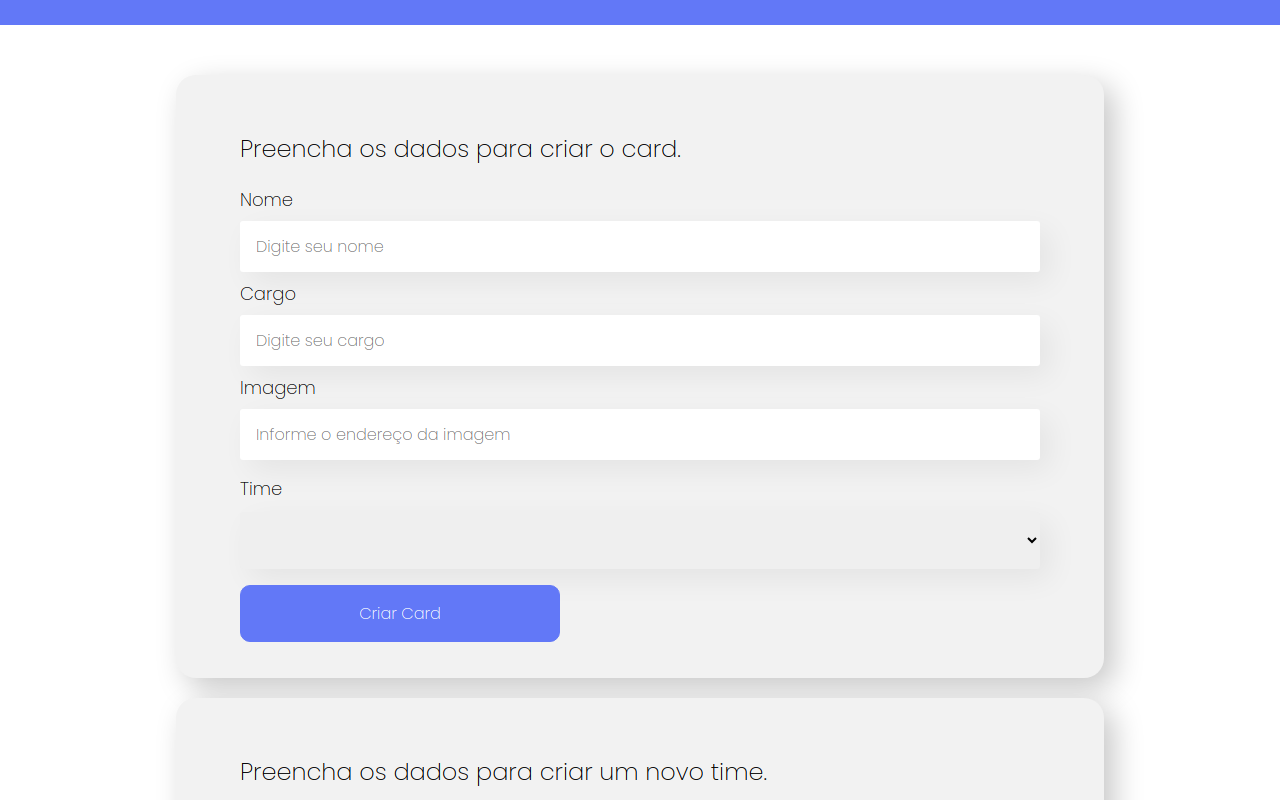 Preencha os dados para criar o card.
Nome
Digite seu nome
Cargo
Digite seu cargo
Imagem
Informe o endereço da imagem
Time
Criar Card
Preencha os dados para criar um novo time.